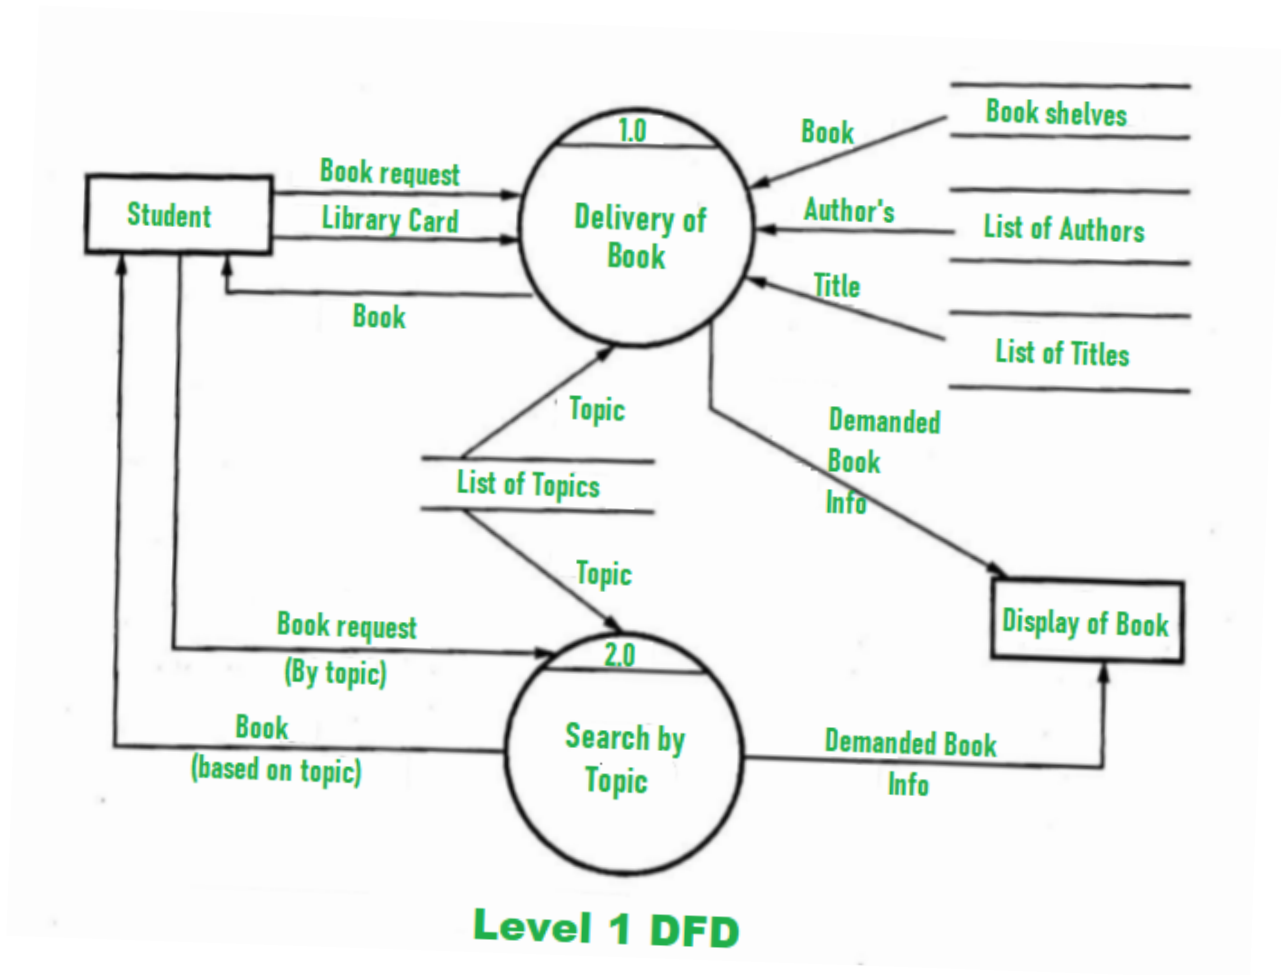 1.0
Book shelves
Book
Book request
Student
Library Card
Delivery of
Book
Author's
List of Authors
Title
Book
List of Titles
Topic
Demanded
Book
Info
List of Topics
Topic
Display of Book
Book request
(By topic)
2.0
Search by
Topic
Book
(based on topic)
Demanded Book
Info
Level 1 DFD